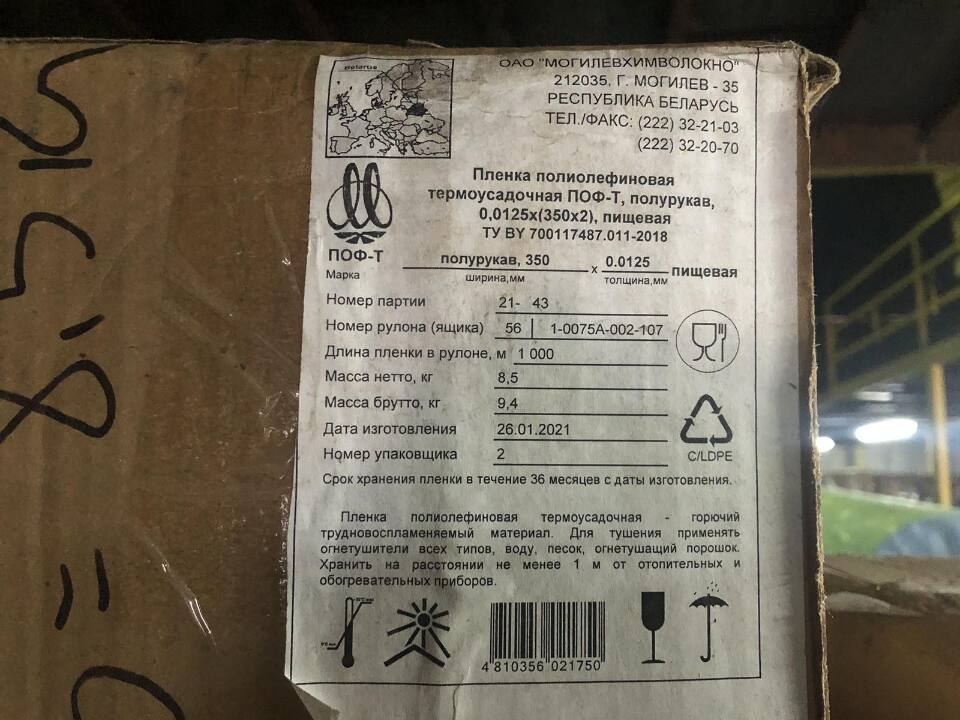 Belarus
ОАО "МОГИЛЕВХИМВОЛОКНО"
212035, Г. МОГИЛЕВ - 35
РЕСПУБЛИКА БЕЛАРУСЬ
ТЕЛ./ФАКС: (222) 32-21-03
(222) 32-20-70
Пленка полиолефиновая
термоусадочная ПОФ-Т, полурукав,
0,0125х(350х2), пищевая
ТУ BY 700117487.011-2018
ПОФ-Т полурукав, 350 х 0.0125 пищевая
Марка ширина,мм толщина,мм
Номер партии 21- 43
Номер рулона (ящика) 56 | 1-0075А-002-107
Длина пленки в рулоне, м 1 000
Масса нетто, кг 8,5
Масса брутто, кг 9,4
Дата изготовления 26.01.2021
Номер упаковщика 2
C/LDPE
Срок хранения пленки в течение 36 месяцев с даты изготовления.
Пленка полиолефиновая термоусадочная - горючий
трудновоспламеняемый материал. Для тушения применять
огнетушители всех типов, воду, песок, огнетушащий порошок.
Хранить на расстоянии не менее 1 м от отопительных и
обогревательных приборов.
4 810356 021750
= 8,5